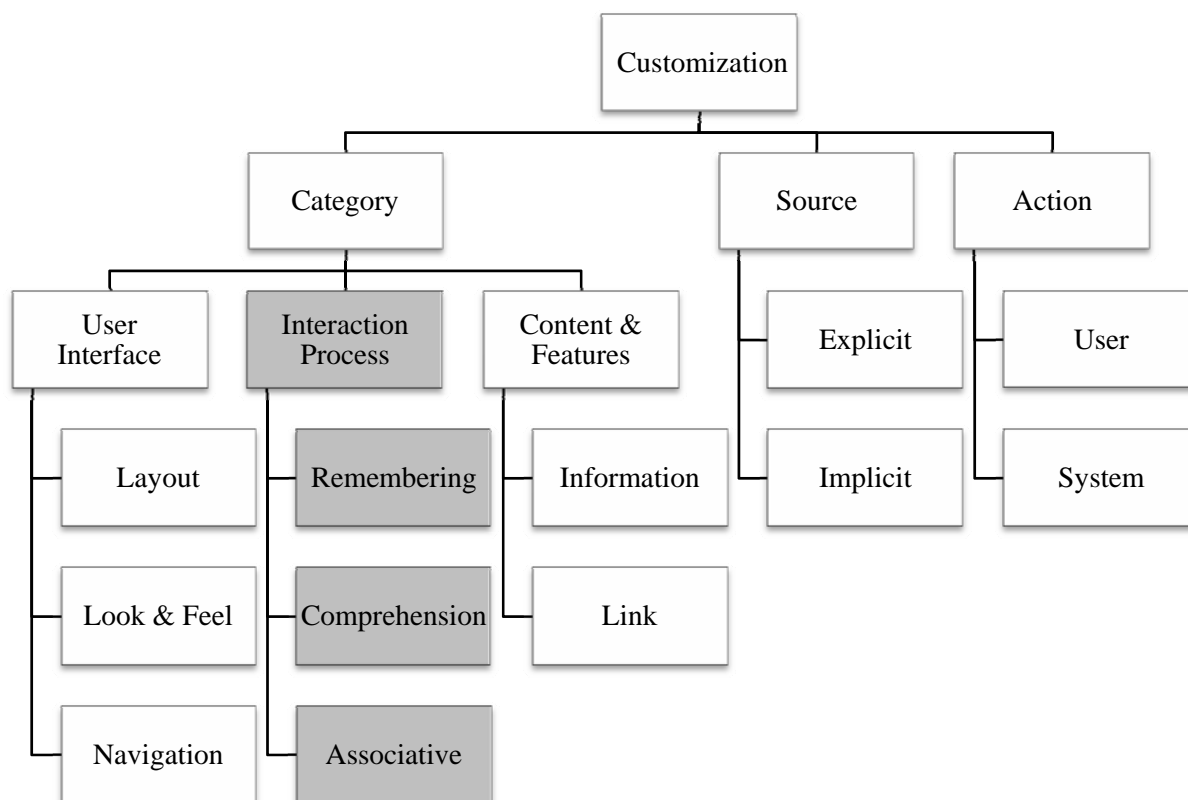 Customization
Category
Source
Action
User
Interface
Interaction
Process
Content &
Features
Explicit
User
Layout
Remembering
Information
Implicit
System
Look & Feel
Comprehension
Link
Navigation
Associative